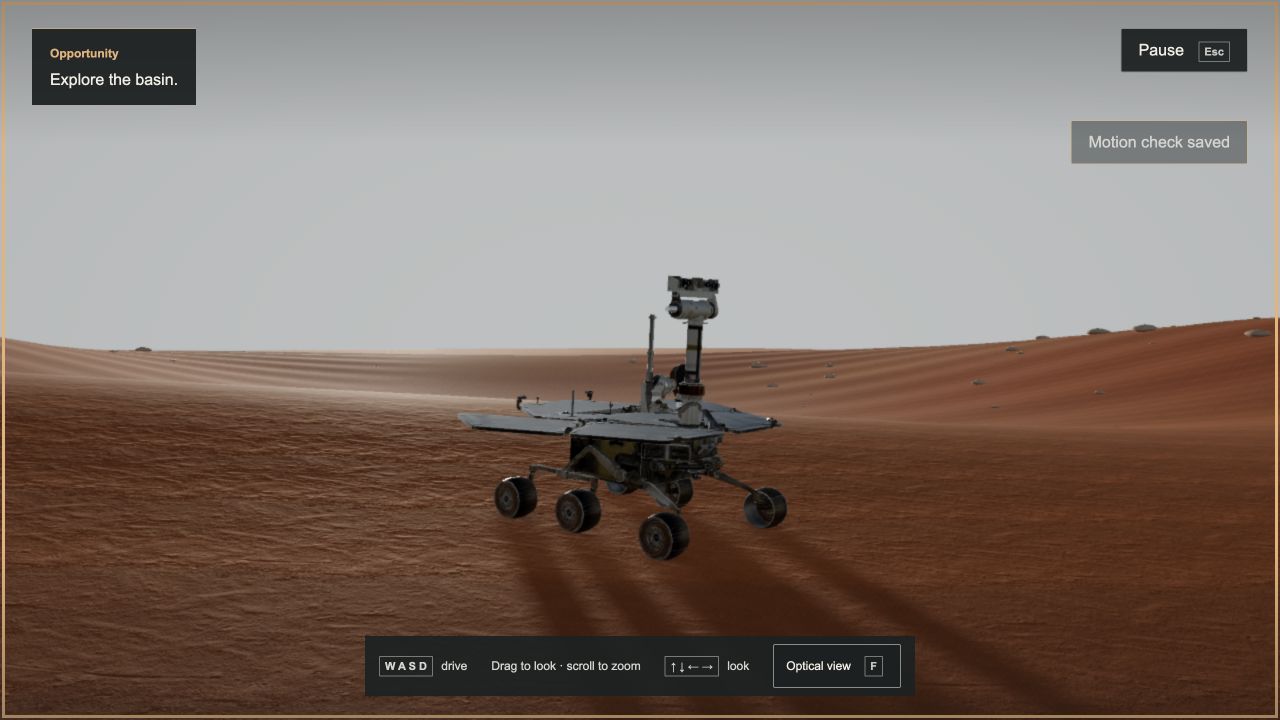 Opportunity
Explore the basin.
Pause Esc
Motion check saved
W A S D drive Drag to look · scroll to zoom ↑↓←→ look Optical view F